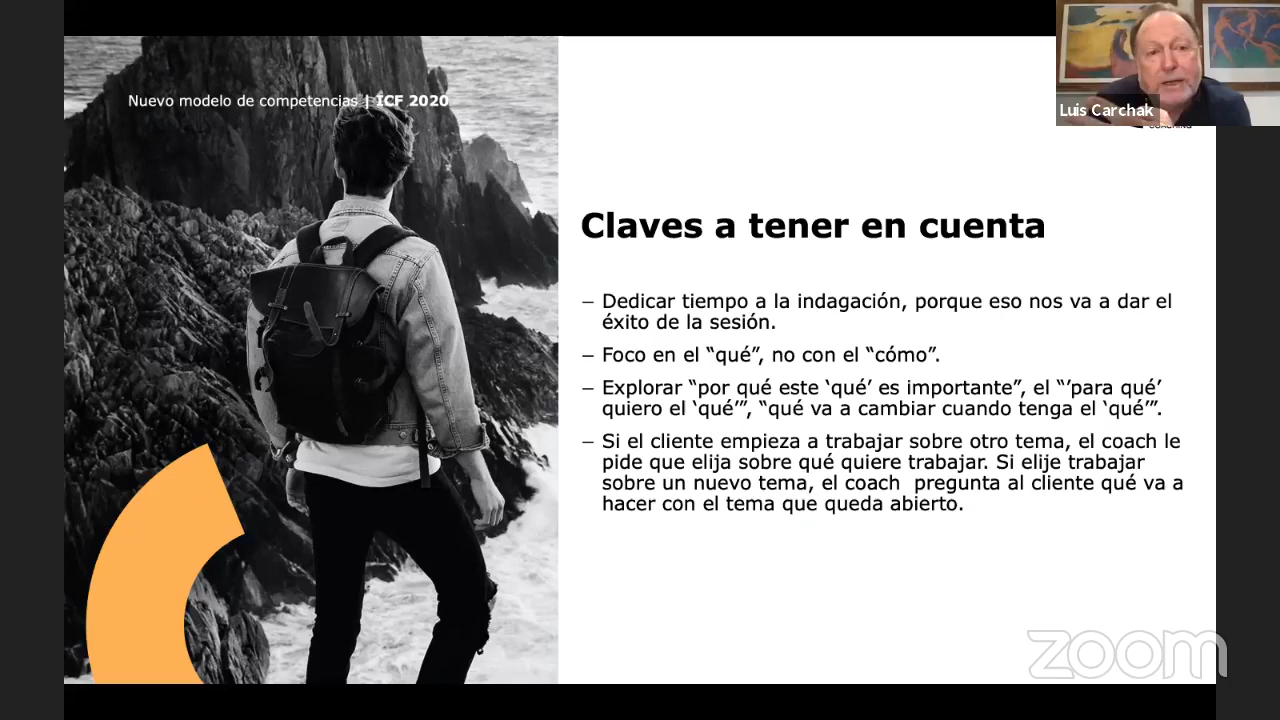 Nuevo modelo de competencias | ICF 2020
Luis Carchak
COACHING
Claves a tener en cuenta
– Dedicar tiempo a la indagación, porque eso nos va a dar el
éxito de la sesión.
– Foco en el “qué”, no con el “cómo”.
– Explorar “por qué este ‘qué’ es importante”, el “‘para qué’
quiero el ‘qué’”, “qué va a cambiar cuando tenga el ‘qué’”.
– Si el cliente empieza a trabajar sobre otro tema, el coach le
pide que elija sobre qué quiere trabajar. Si elije trabajar
sobre un nuevo tema, el coach  pregunta al cliente qué va a
hacer con el tema que queda abierto.
zoom